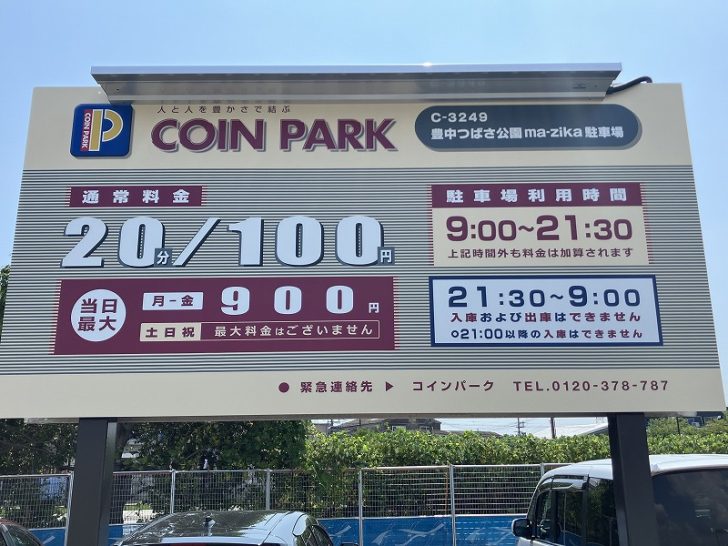 人と人を豊かさで結ぶ
COIN PARK
COIN PARK
C-3249
豊中つばさ公園ma-zika駐車場
通常料金
20分/100円
当日最大
月-金 900円
土日祝 最大料金はございません
駐車場利用時間
9:00~21:30
上記時間外も料金は加算されます
21:30~9:00
入庫および出庫はできません
○21:00以降の入庫はできません
● 緊急連絡先 ▶ コインパーク TEL.0120-378-787